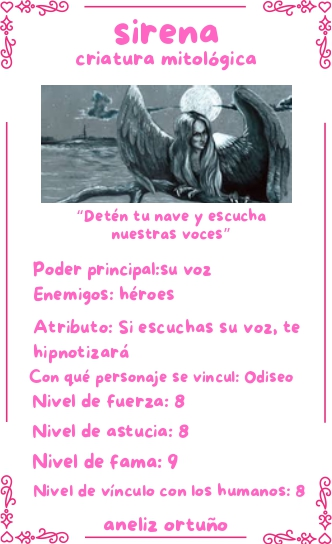 sirena
criatura mitológica
"Detén tu nave y escucha
nuestras voces"
Poder principal:su voz
Enemigos: héroes
Atributo: Si escuchas su voz, te
hipnotizará
Con qué personaje se vincul: Odiseo
Nivel de fuerza: 8
Nivel de astucia: 8
Nivel de fama: 9
Nivel de vínculo con los humanos: 8
aneliz ortuño